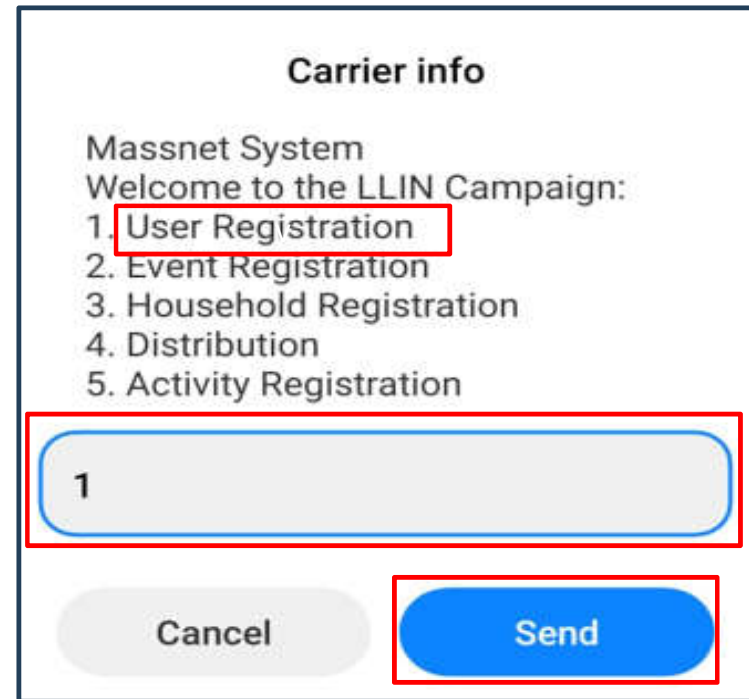 Carrier info
Massnet System
Welcome to the LLIN Campaign:
1. User Registration
2. Event Registration
3. Household Registration
4. Distribution
5. Activity Registration
1
Cancel
Send